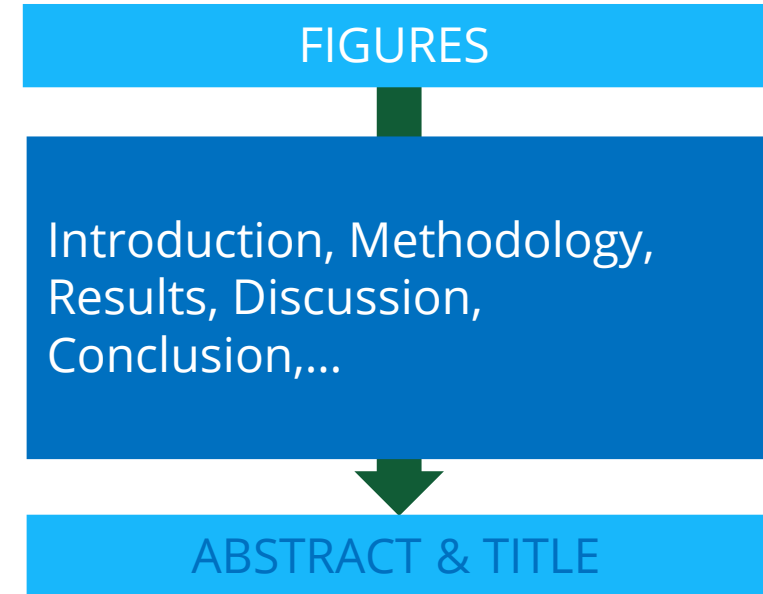 FIGURES
Introduction, Methodology,
Results, Discussion,
Conclusion,...
ABSTRACT & TITLE